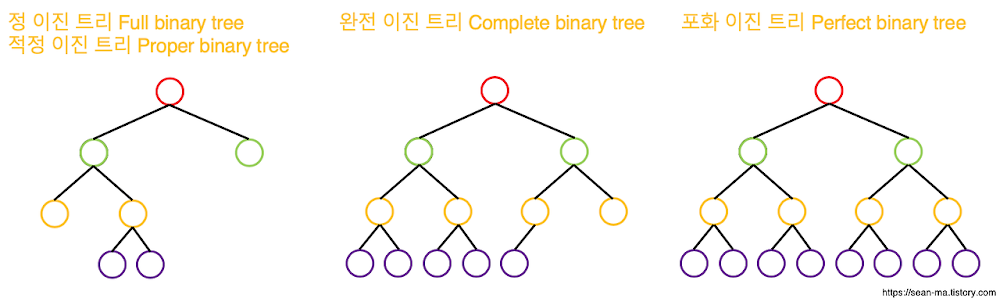 정 이진 트리 Full binary tree
적정 이진 트리 Proper binary tree
완전 이진 트리 Complete binary tree
포화 이진 트리 Perfect binary tree
https://sean-ma.tistory.com